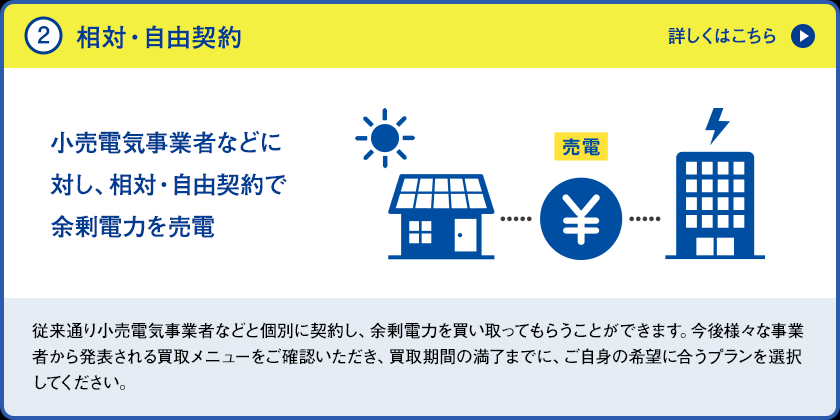 ② 相対・自由契約
詳しくはこちら
小売電気事業者などに
対し、相対・自由契約で
余剰電力を売電
売電
¥
従来通り小売電気事業者などと個別に契約し、余剰電力を買い取ってもらうことができます。今後様々な事業
者から発表される買取メニューをご確認いただき、買取期間の満了までに、ご自身の希望に合うプランを選択
してください。